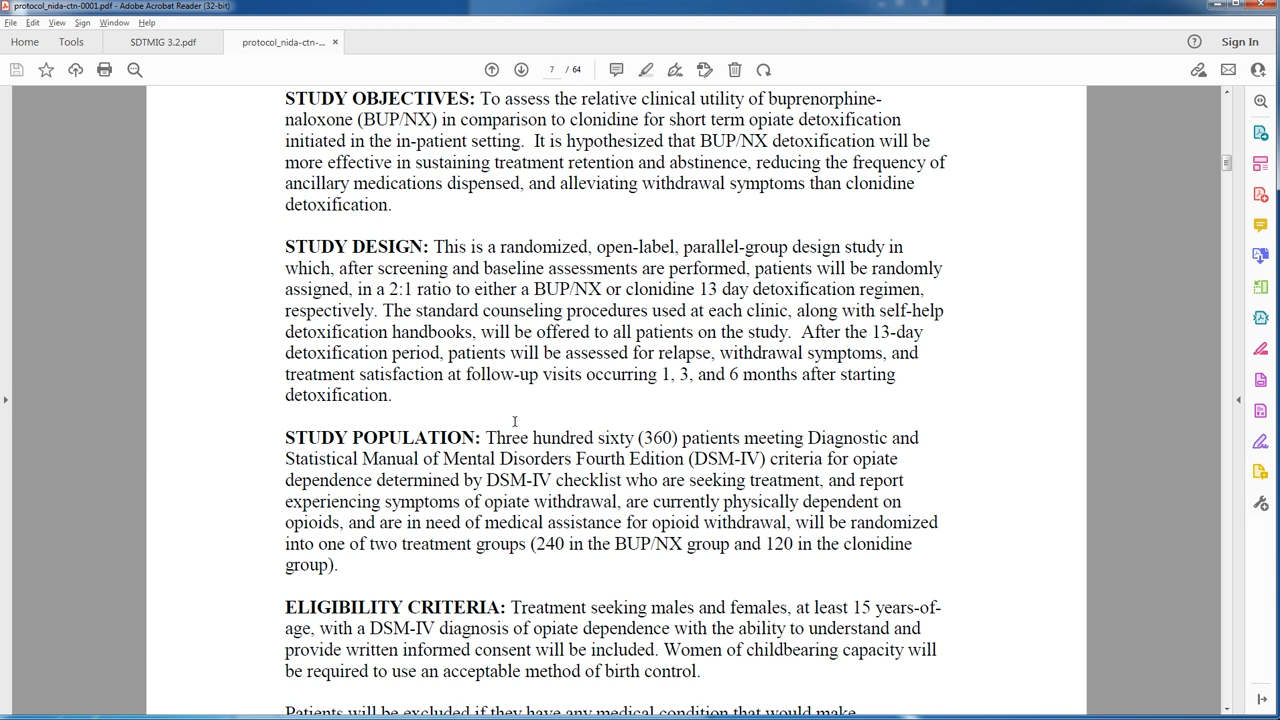 protocol_nida-ctn-0001.pdf - Adobe Acrobat Reader (32-bit)
File Edit View Sign Window Help
Home Tools SDTMIG 3.2.pdf protocol_nida-ctn-... × Sign In
7 / 64
STUDY OBJECTIVES: To assess the relative clinical utility of buprenorphine-
naloxone (BUP/NX) in comparison to clonidine for short term opiate detoxification
initiated in the in-patient setting. It is hypothesized that BUP/NX detoxification will be
more effective in sustaining treatment retention and abstinence, reducing the frequency of
ancillary medications dispensed, and alleviating withdrawal symptoms than clonidine
detoxification.
STUDY DESIGN: This is a randomized, open-label, parallel-group design study in
which, after screening and baseline assessments are performed, patients will be randomly
assigned, in a 2:1 ratio to either a BUP/NX or clonidine 13 day detoxification regimen,
respectively. The standard counseling procedures used at each clinic, along with self-help
detoxification handbooks, will be offered to all patients on the study. After the 13-day
detoxification period, patients will be assessed for relapse, withdrawal symptoms, and
treatment satisfaction at follow-up visits occurring 1, 3, and 6 months after starting
detoxification.
STUDY POPULATION: Three hundred sixty (360) patients meeting Diagnostic and
Statistical Manual of Mental Disorders Fourth Edition (DSM-IV) criteria for opiate
dependence determined by DSM-IV checklist who are seeking treatment, and report
experiencing symptoms of opiate withdrawal, are currently physically dependent on
opioids, and are in need of medical assistance for opioid withdrawal, will be randomized
into one of two treatment groups (240 in the BUP/NX group and 120 in the clonidine
group).
ELIGIBILITY CRITERIA: Treatment seeking males and females, at least 15 years-of-
age, with a DSM-IV diagnosis of opiate dependence with the ability to understand and
provide written informed consent will be included. Women of childbearing capacity will
be required to use an acceptable method of birth control.
Patients will be excluded if they have any medical condition that would make